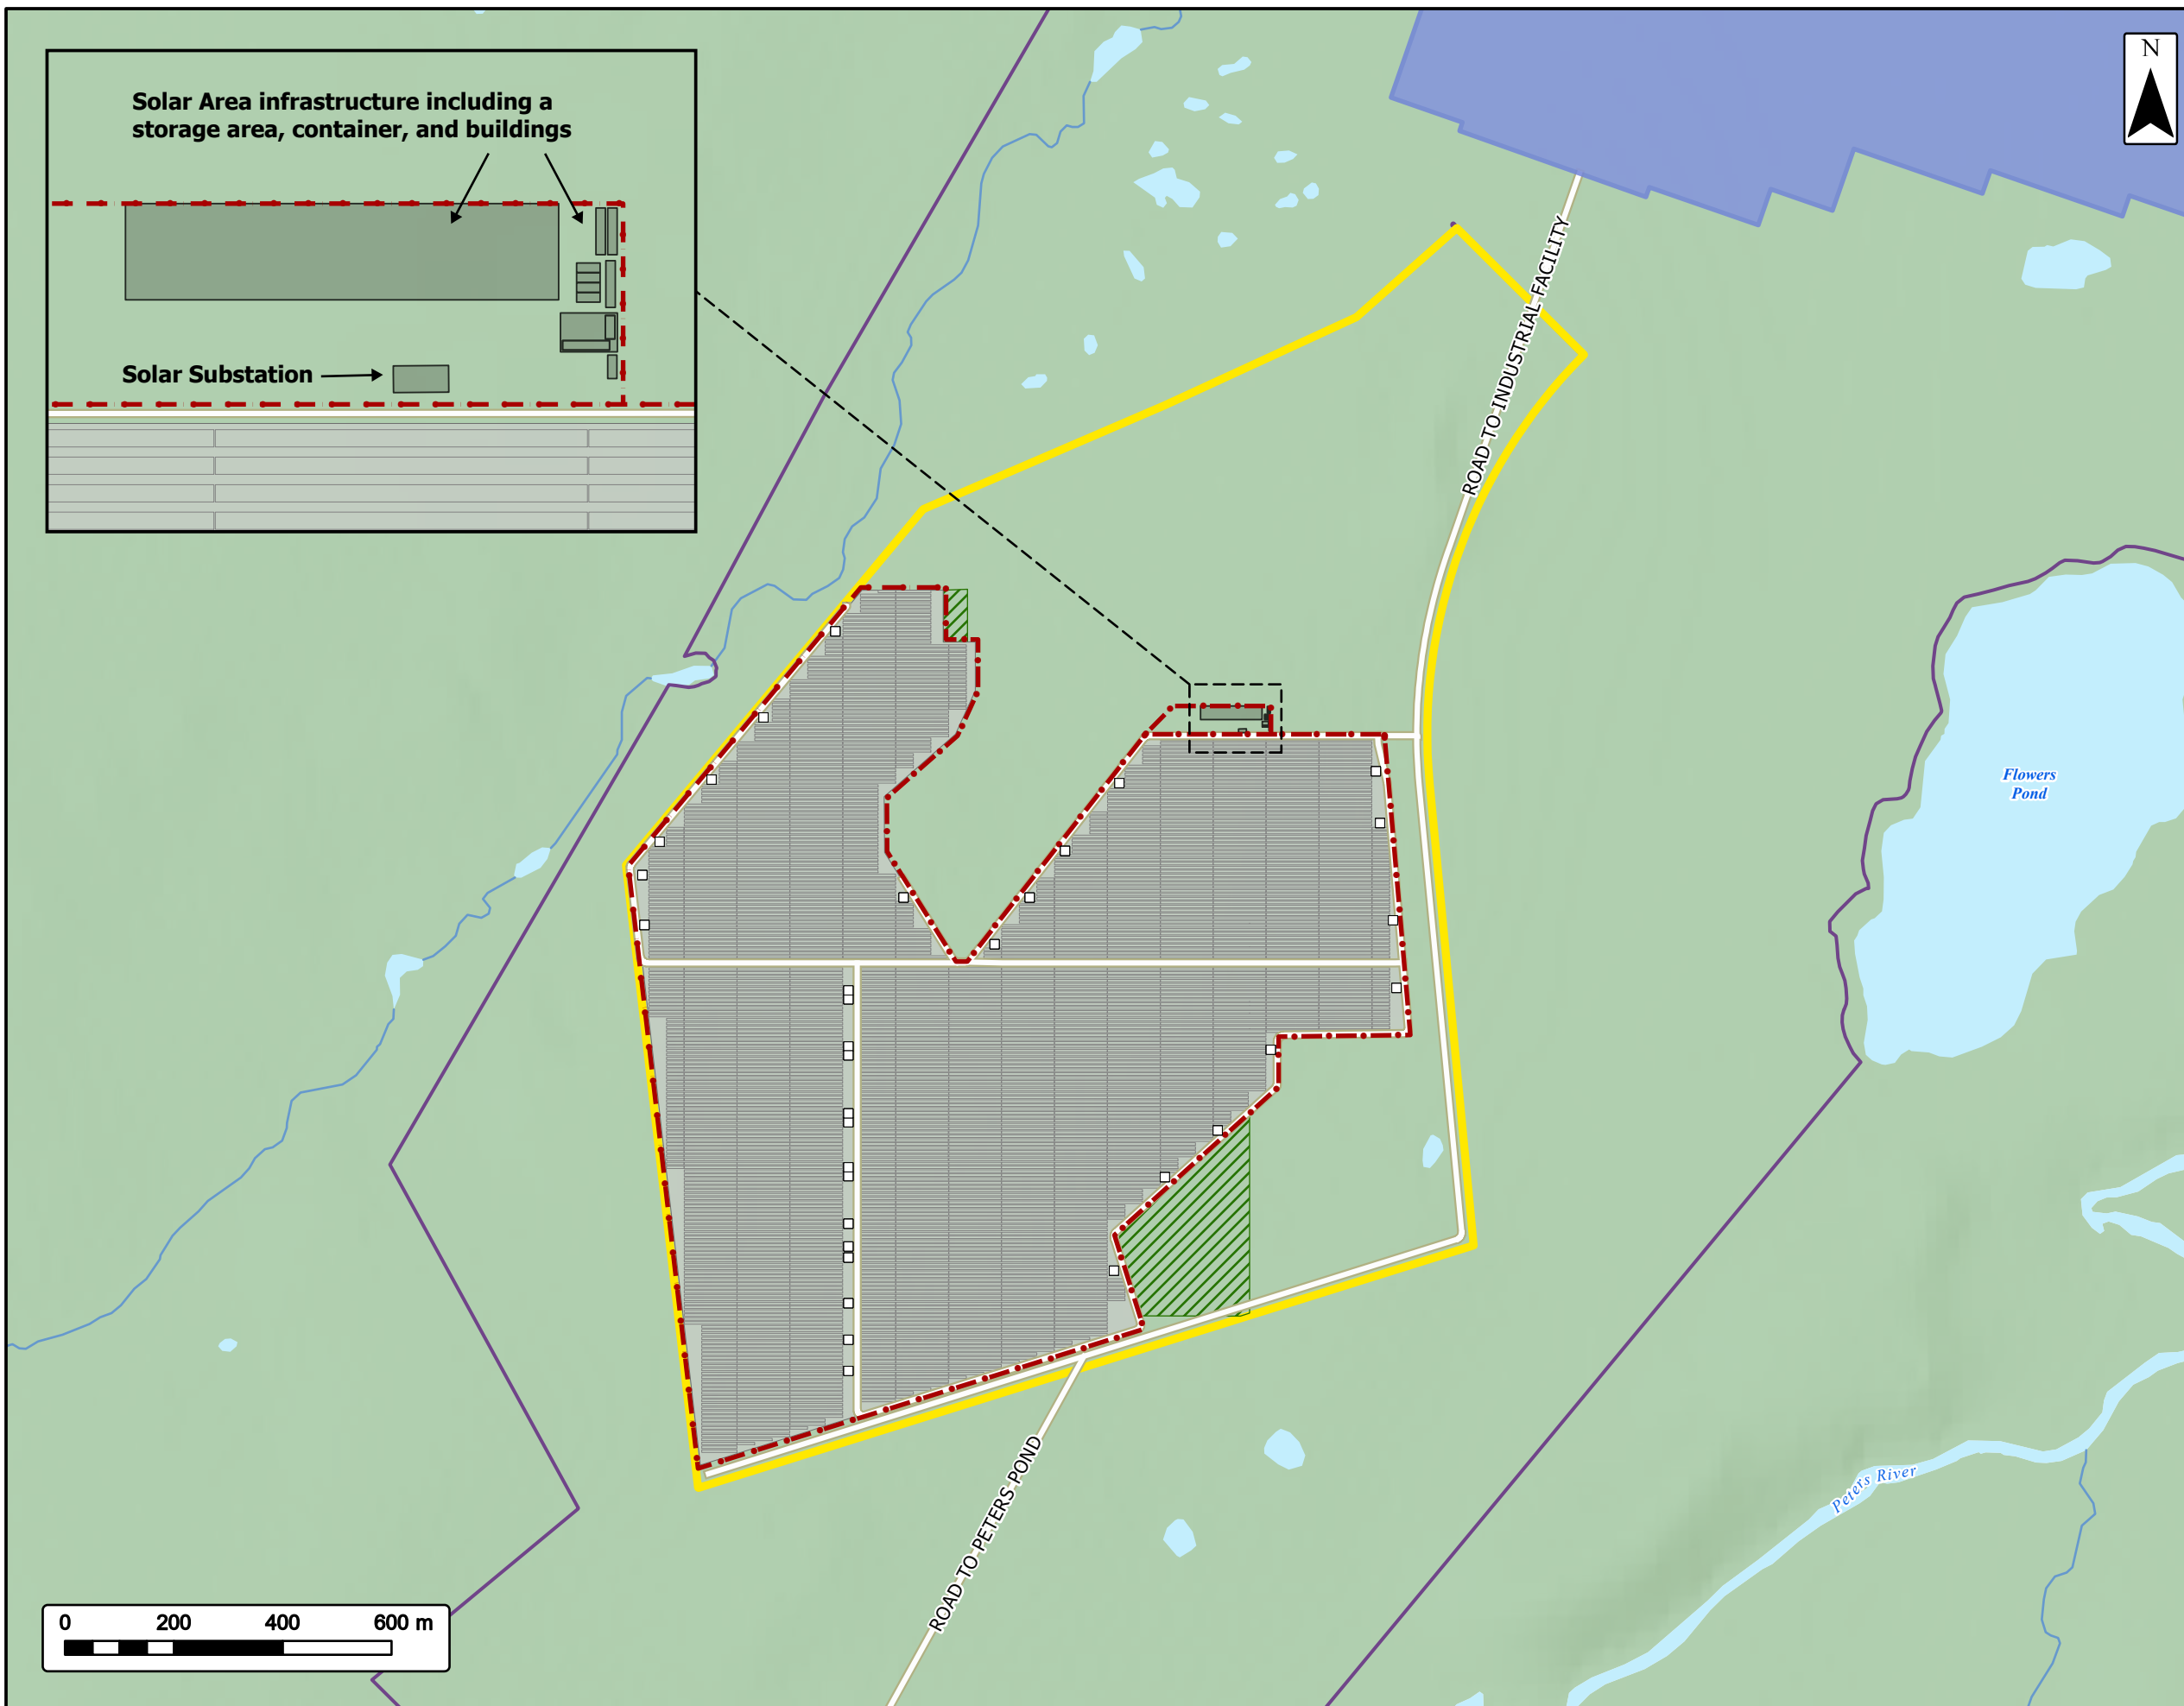 N
Solar Area infrastructure including a
storage area, container, and buildings
Solar Substation
ROAD TO INDUSTRIAL FACILITY
Flowers
Pond
Peters River
ROAD TO PETERS POND
0 200 400 600 m